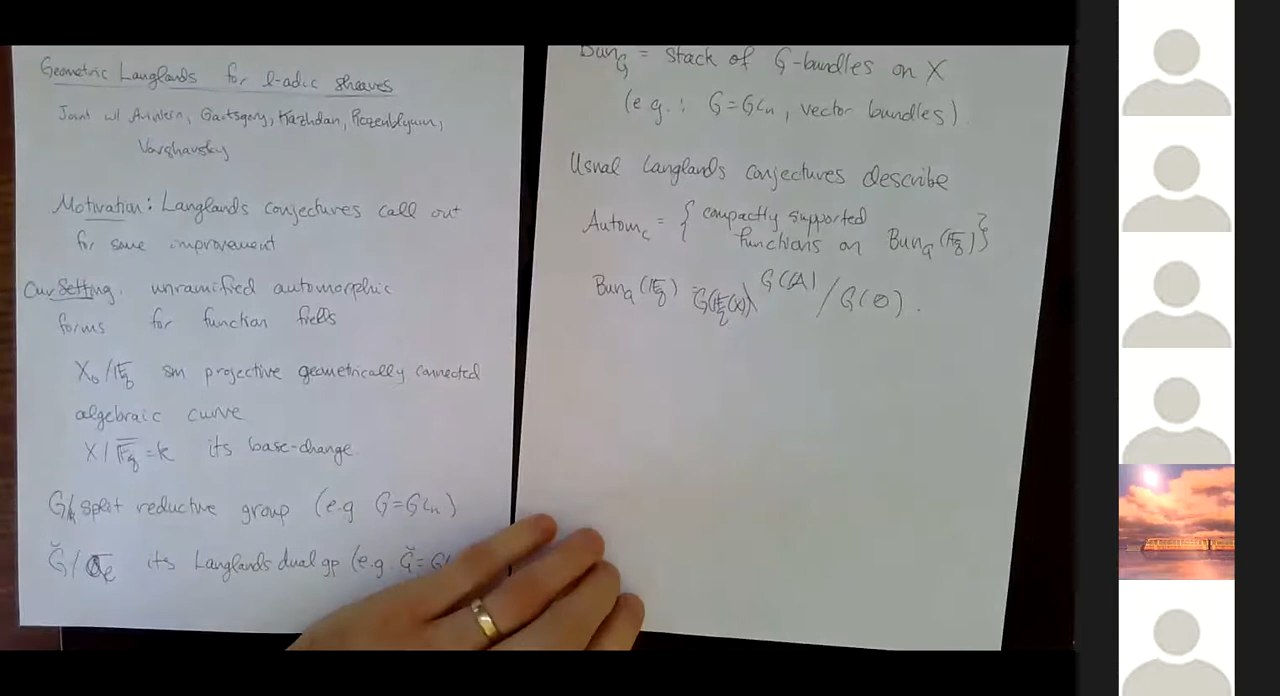 Geometric Langlands for l-adic sheaves
Joint w/ Arinkin, Gaitsgory, Kazhdan, Rozenblyum,
Varshavsky
Motivation: Langlands conjectures call out
for some improvement
Our Setting: unramified automorphic
forms for function fields
X₀/𝔽_q sm projective geometrically connected
algebraic curve
X/𝔽̄_q = k its base-change
G/k split reductive group (e.g G=GLn)
Ǧ/ℚ̄_ℓ its Langlands dual gp (e.g. Ǧ=G
Bun_G = stack of G-bundles on X
(e.g.: G=GLn, vector bundles).
Usual Langlands conjectures describe
Autom_c = { compactly supported
functions on Bun_G(𝔽_q) }
Bun_G(𝔽_q) = G(𝔽_q(X))\G(𝔸)/G(𝕆).